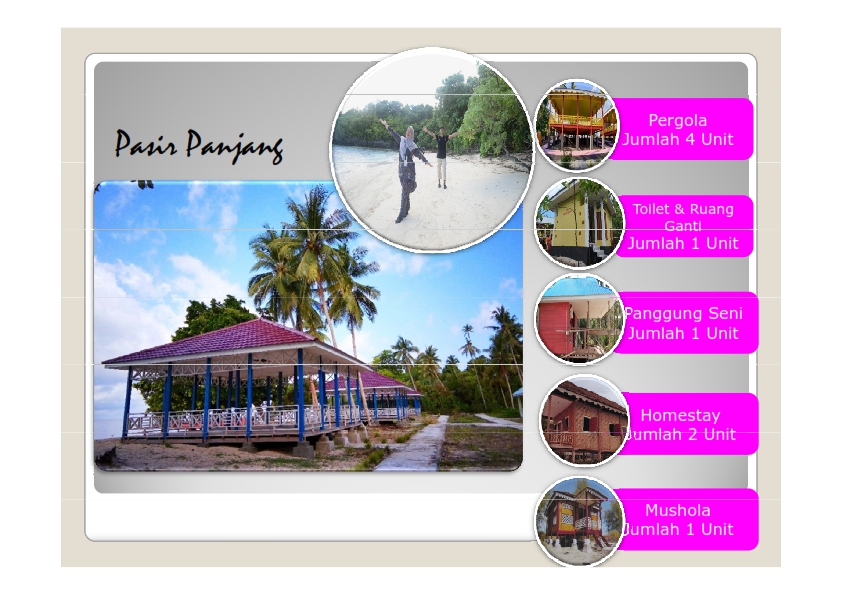 Pasir Panjang
Pergola
Jumlah 4 Unit
Toilet & Ruang
Ganti
Jumlah 1 Unit
Panggung Seni
Jumlah 1 Unit
Homestay
Jumlah 2 Unit
Mushola
Jumlah 1 Unit